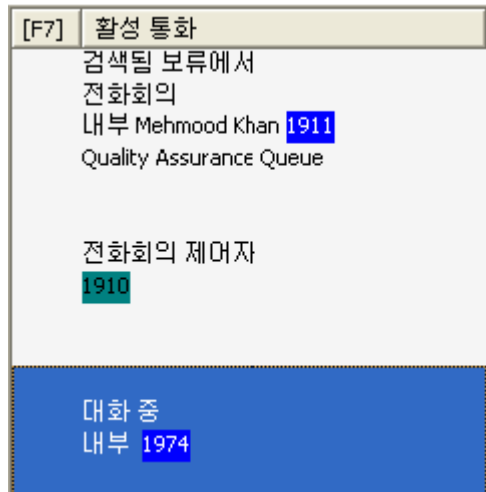 [F7] 활성 통화
검색됨 보류에서
전화회의
내부 Mehmood Khan 1911
Quality Assurance Queue
전화회의 제어자
1910
대화 중
내부 1974